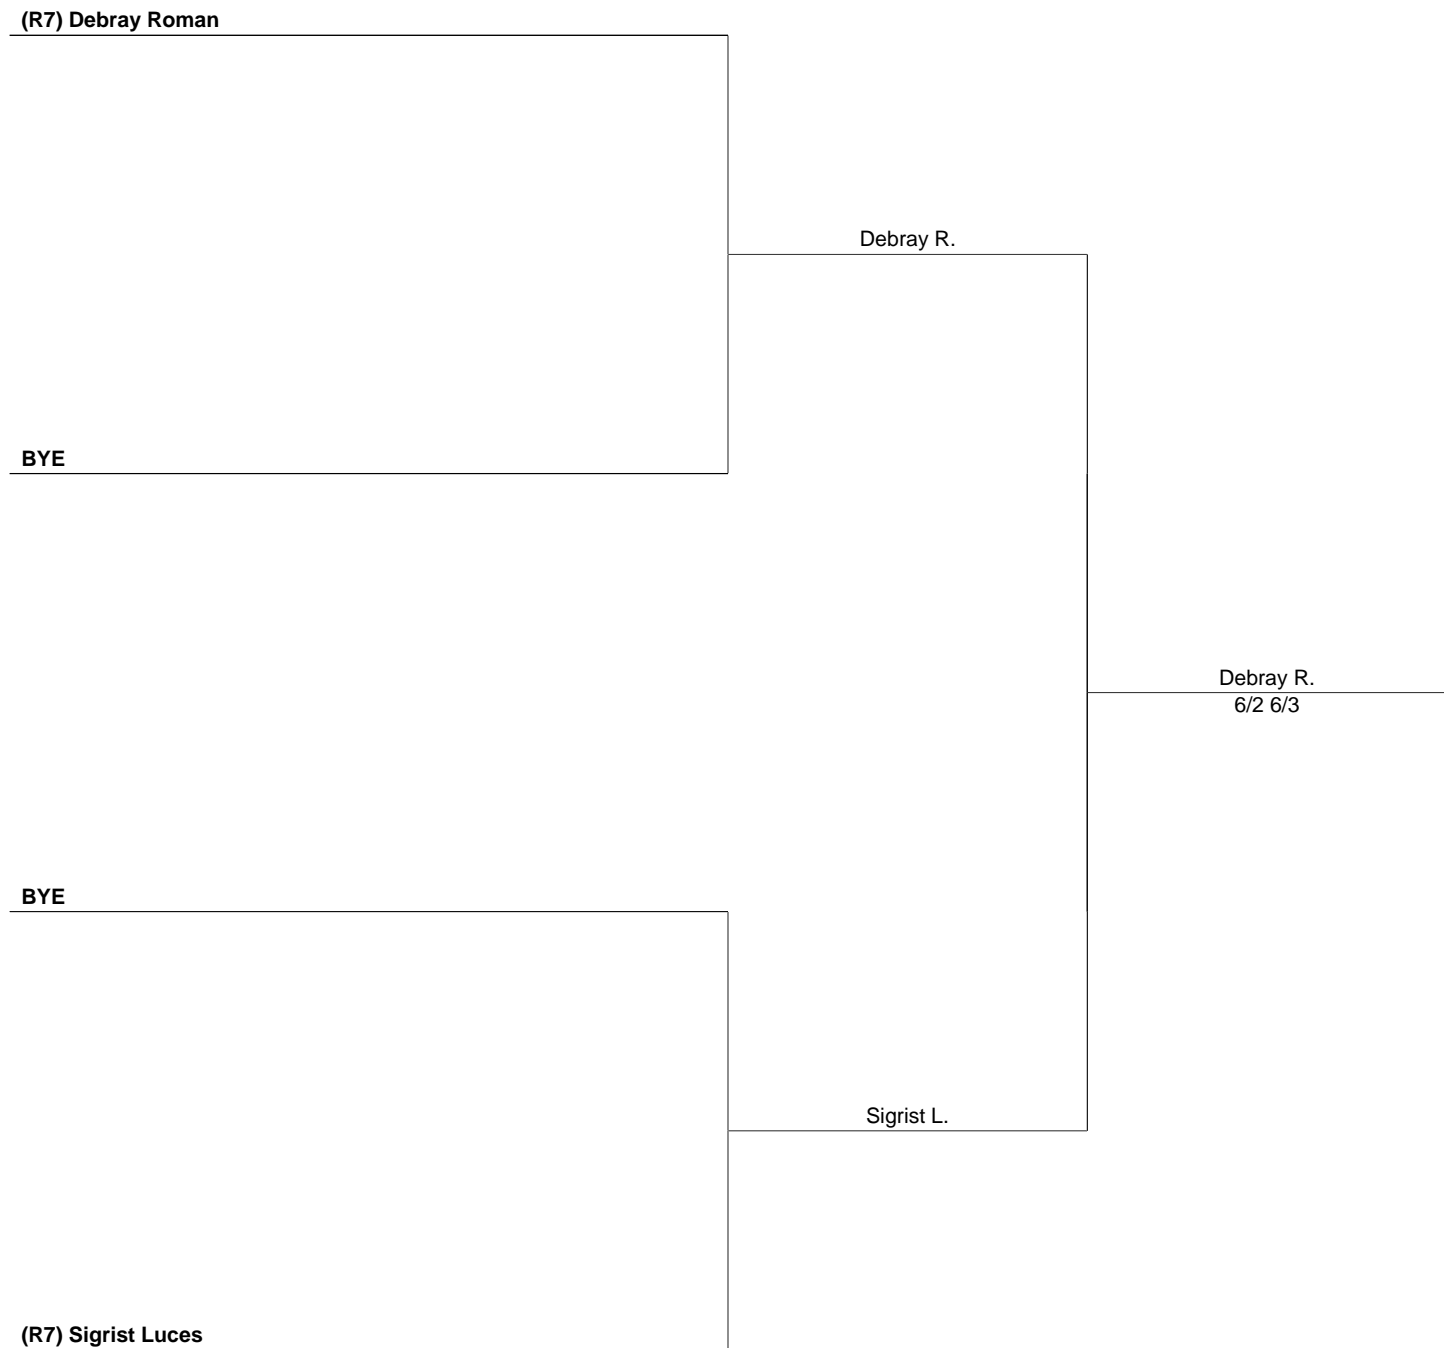 (R7) Debray Roman
Debray R.
BYE
Debray R.
6/2 6/3
BYE
Sigrist L.
(R7) Sigrist Luces